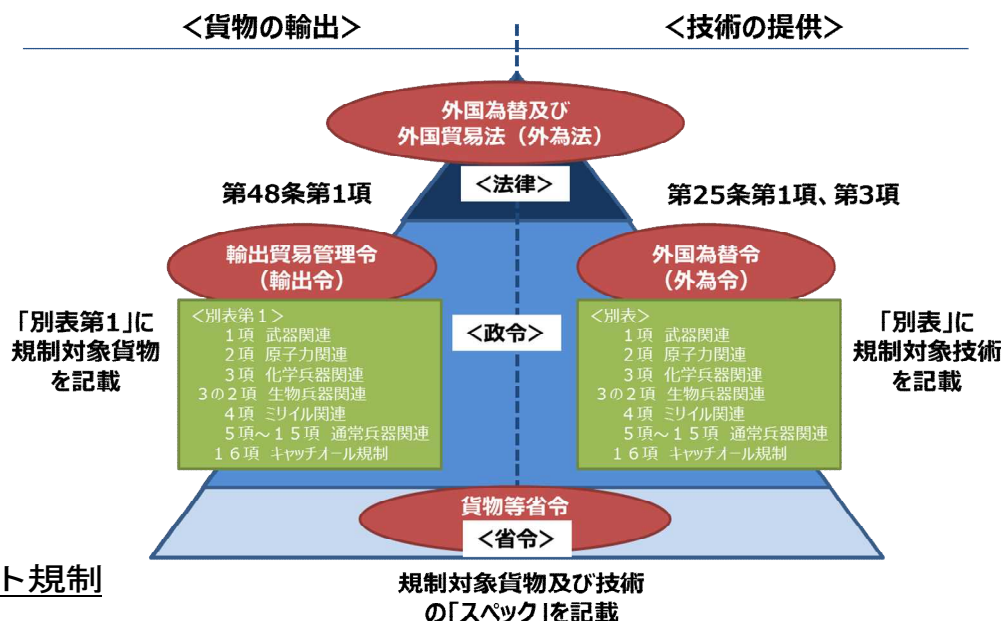 ＜貨物の輸出＞
＜技術の提供＞
外国為替及び
外国貿易法（外為法）
＜法律＞
第48条第1項
第25条第1項、第3項
輸出貿易管理令
（輸出令）
外国為替令
（外為令）
「別表第1」に
規制対象貨物
を記載
＜別表第１＞
１項 武器関連
２項 原子力関連
３項 化学兵器関連
３の２項 生物兵器関連
４項 ミリイル関連
５項～１５項 通常兵器関連
１６項 キャッチオール規制
＜政令＞
＜別表＞
１項 武器関連
２項 原子力関連
３項 化学兵器関連
３の２項 生物兵器関連
４項 ミリイル関連
５項～１５項 通常兵器関連
１６項 キャッチオール規制
「別表」に
規制対象技術
を記載
貨物等省令
＜省令＞
ト規制
規制対象貨物及び技術
の「スペック」を記載